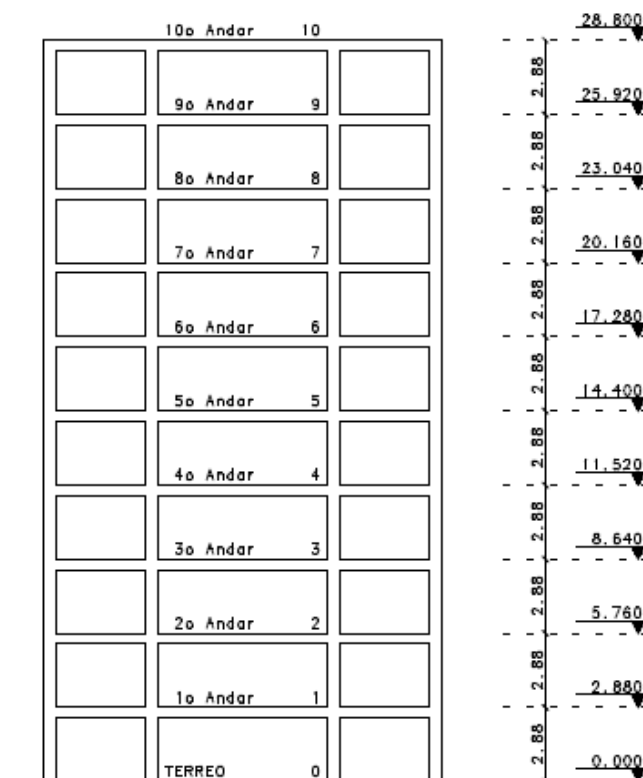 10o Andar 10 28.800
2.88
9o Andar 9 25.920
2.88
8o Andar 8 23.040
2.88
7o Andar 7 20.160
2.88
6o Andar 6 17.280
2.88
5o Andar 5 14.400
2.88
4o Andar 4 11.520
2.88
3o Andar 3 8.640
2.88
2o Andar 2 5.760
2.88
1o Andar 1 2.880
2.88
TERREO 0 0.000